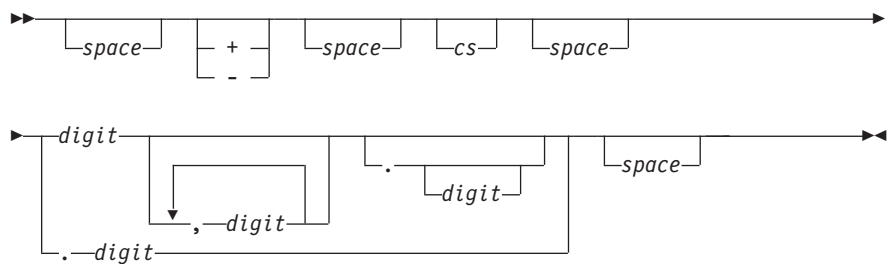 space + space cs space
-
digit . space
digit
, digit
. digit